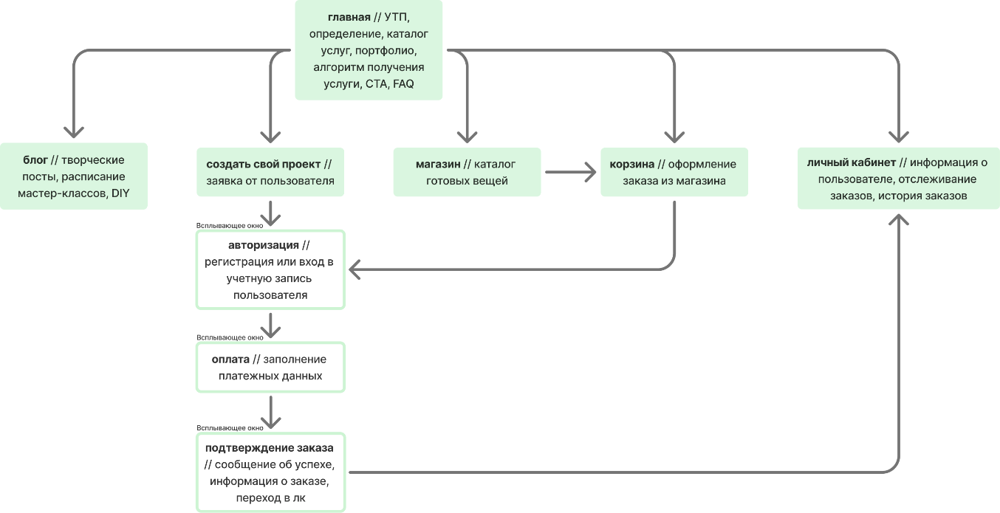 главная // УТП,
определение, каталог
услуг, портфолио,
алгоритм получения
услуги, CTA, FAQ
блог // творческие
посты, расписание
мастер-классов, DIY
создать свой проект //
заявка от пользователя
магазин // каталог
готовых вещей
корзина // оформление
заказа из магазина
личный кабинет // информация о
пользователе, отслеживание
заказов, история заказов
Всплывающее окно
авторизация //
регистрация или вход в
учетную запись
пользователя
Всплывающее окно
оплата // заполнение
платежных данных
Всплывающее окно
подтверждение заказа
// сообщение об успехе,
информация о заказе,
переход в лк